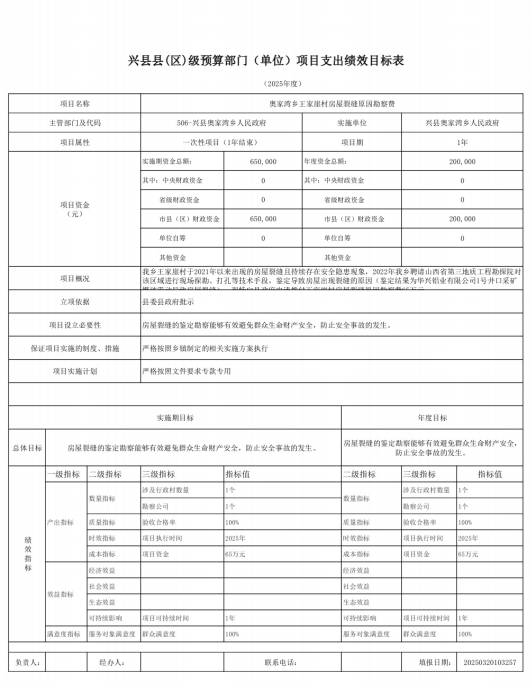 兴县县(区)级预算部门（单位）项目支出绩效目标表
（2025年度）
项目名称 奥家湾乡王家崖村房屋裂缝原因勘察费
主管部门及代码 506-兴县奥家湾乡人民政府 实施单位 兴县奥家湾乡人民政府
项目属性 一次性项目（1年结束） 项目期 1年
项目资金（元） 实施期资金总额: 650,000 年度资金总额: 200,000
其中: 中央财政资金 0 其中: 中央财政资金 0
省级财政资金 0 省级财政资金 0
市县（区）财政资金 650,000 市县（区）财政资金 200,000
单位自筹 0 单位自筹 0
其他资金 其他资金
项目概况 我乡王家崖村于2021年以来出现的房屋裂缝且持续存在安全隐患现象，2022年我乡聘请山西省第三地质工程勘探院对
该区域进行现场探勘、打孔等技术手段，鉴定导致房屋出现裂缝的原因（鉴定结果为华兴铝业有限公司1号井口采矿
立项依据 县委县政府批示
项目设立必要性 房屋裂缝的鉴定勘察能够有效避免群众生命财产安全，防止安全事故的发生。
保证项目实施的制度、措施 严格按照乡镇制定的相关实施方案执行
项目实施计划 严格按照文件要求专款专用
实施期目标 年度目标
总体目标 房屋裂缝的鉴定勘察能够有效避免群众生命财产安全，防止安全事故的发生。 房屋裂缝的鉴定勘察能够有效避免群众生命财产安全，
防止安全事故的发生。
绩效指标 一级指标 二级指标 三级指标 指标值 二级指标 三级指标 指标值
产出指标 数量指标 涉及行政村数量 1个 数量指标 涉及行政村数量 1个
勘察公司 1个 勘察公司 1个
质量指标 验收合格率 100% 质量指标 验收合格率 100%
时效指标 项目执行时间 2025年 时效指标 项目执行时间 2025年
成本指标 项目资金 65万元 成本指标 项目资金 65万元
效益指标 经济效益 经济效益
社会效益 社会效益
生态效益 生态效益
可持续影响 项目可持续时间 1年 可持续影响 项目可持续时间 1年
满意度指标 服务对象满意度 群众满意度 100% 服务对象满意度 群众满意度 100%
负责人: 经办人: 联系电话: 填报日期: 20250320103257